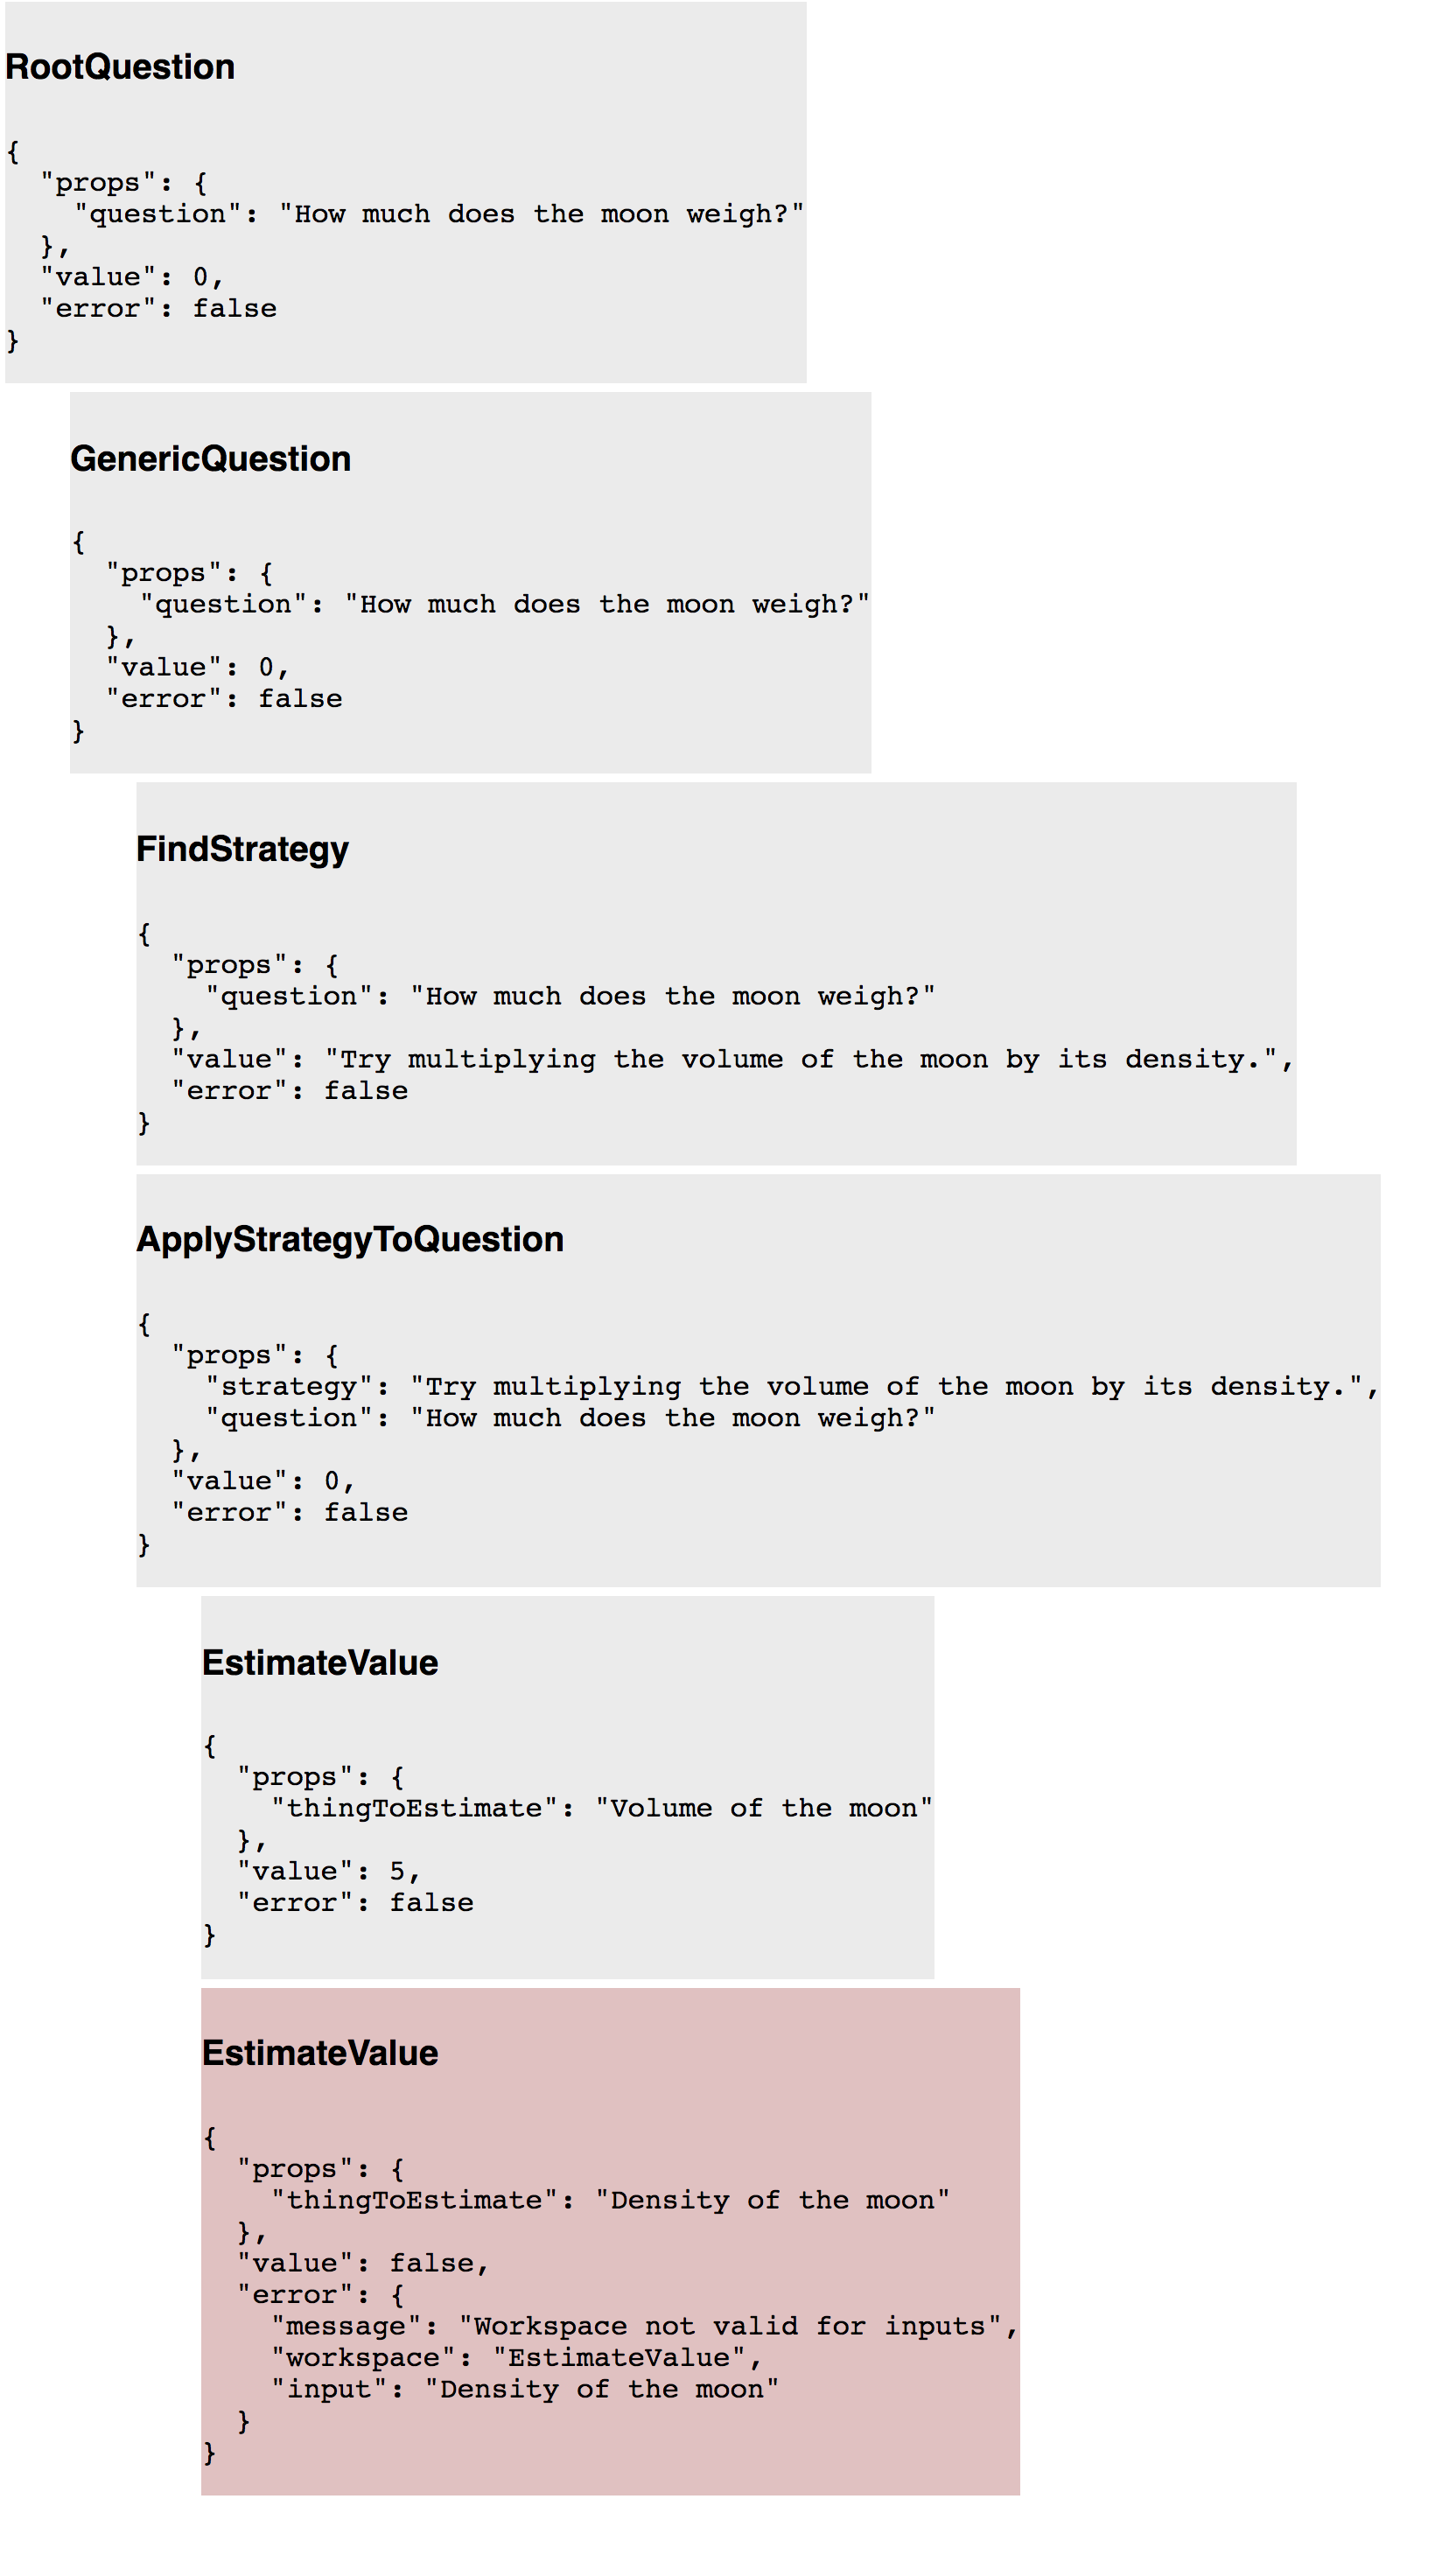 RootQuestion
{
  "props": {
    "question": "How much does the moon weigh?"
  },
  "value": 0,
  "error": false
}
GenericQuestion
{
  "props": {
    "question": "How much does the moon weigh?"
  },
  "value": 0,
  "error": false
}
FindStrategy
{
  "props": {
    "question": "How much does the moon weigh?"
  },
  "value": "Try multiplying the volume of the moon by its density.",
  "error": false
}
ApplyStrategyToQuestion
{
  "props": {
    "strategy": "Try multiplying the volume of the moon by its density.",
    "question": "How much does the moon weigh?"
  },
  "value": 0,
  "error": false
}
EstimateValue
{
  "props": {
    "thingToEstimate": "Volume of the moon"
  },
  "value": 5,
  "error": false
}
EstimateValue
{
  "props": {
    "thingToEstimate": "Density of the moon"
  },
  "value": false,
  "error": {
    "message": "Workspace not valid for inputs",
    "workspace": "EstimateValue",
    "input": "Density of the moon"
  }
}